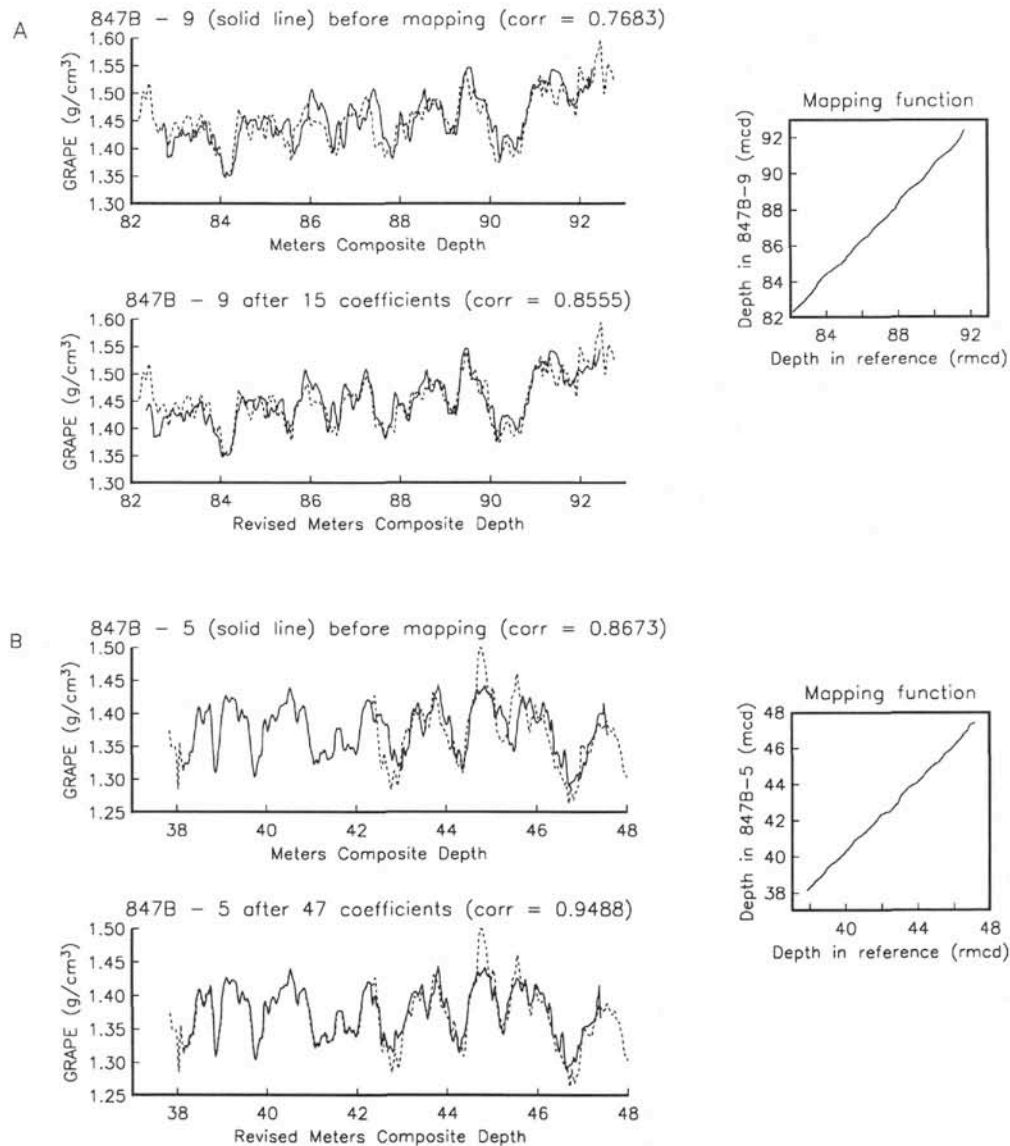 A
847B - 9 (solid line) before mapping (corr = 0.7683)
GRAPE (g/cm³)
1.60
1.55
1.50
1.45
1.40
1.35
1.30
82 84 86 88 90 92
Meters Composite Depth
Mapping function
Depth in 847B-9 (mcd)
92
90
88
86
84
82
84 88 92
Depth in reference (rmcd)
847B - 9 after 15 coefficients (corr = 0.8555)
GRAPE (g/cm³)
1.60
1.55
1.50
1.45
1.40
1.35
1.30
82 84 86 88 90 92
Revised Meters Composite Depth
B
847B - 5 (solid line) before mapping (corr = 0.8673)
GRAPE (g/cm³)
1.50
1.45
1.40
1.35
1.30
1.25
38 40 42 44 46 48
Meters Composite Depth
Mapping function
Depth in 847B-5 (mcd)
48
46
44
42
40
38
40 44 48
Depth in reference (rmcd)
847B - 5 after 47 coefficients (corr = 0.9488)
GRAPE (g/cm³)
1.50
1.45
1.40
1.35
1.30
1.25
38 40 42 44 46 48
Revised Meters Composite Depth